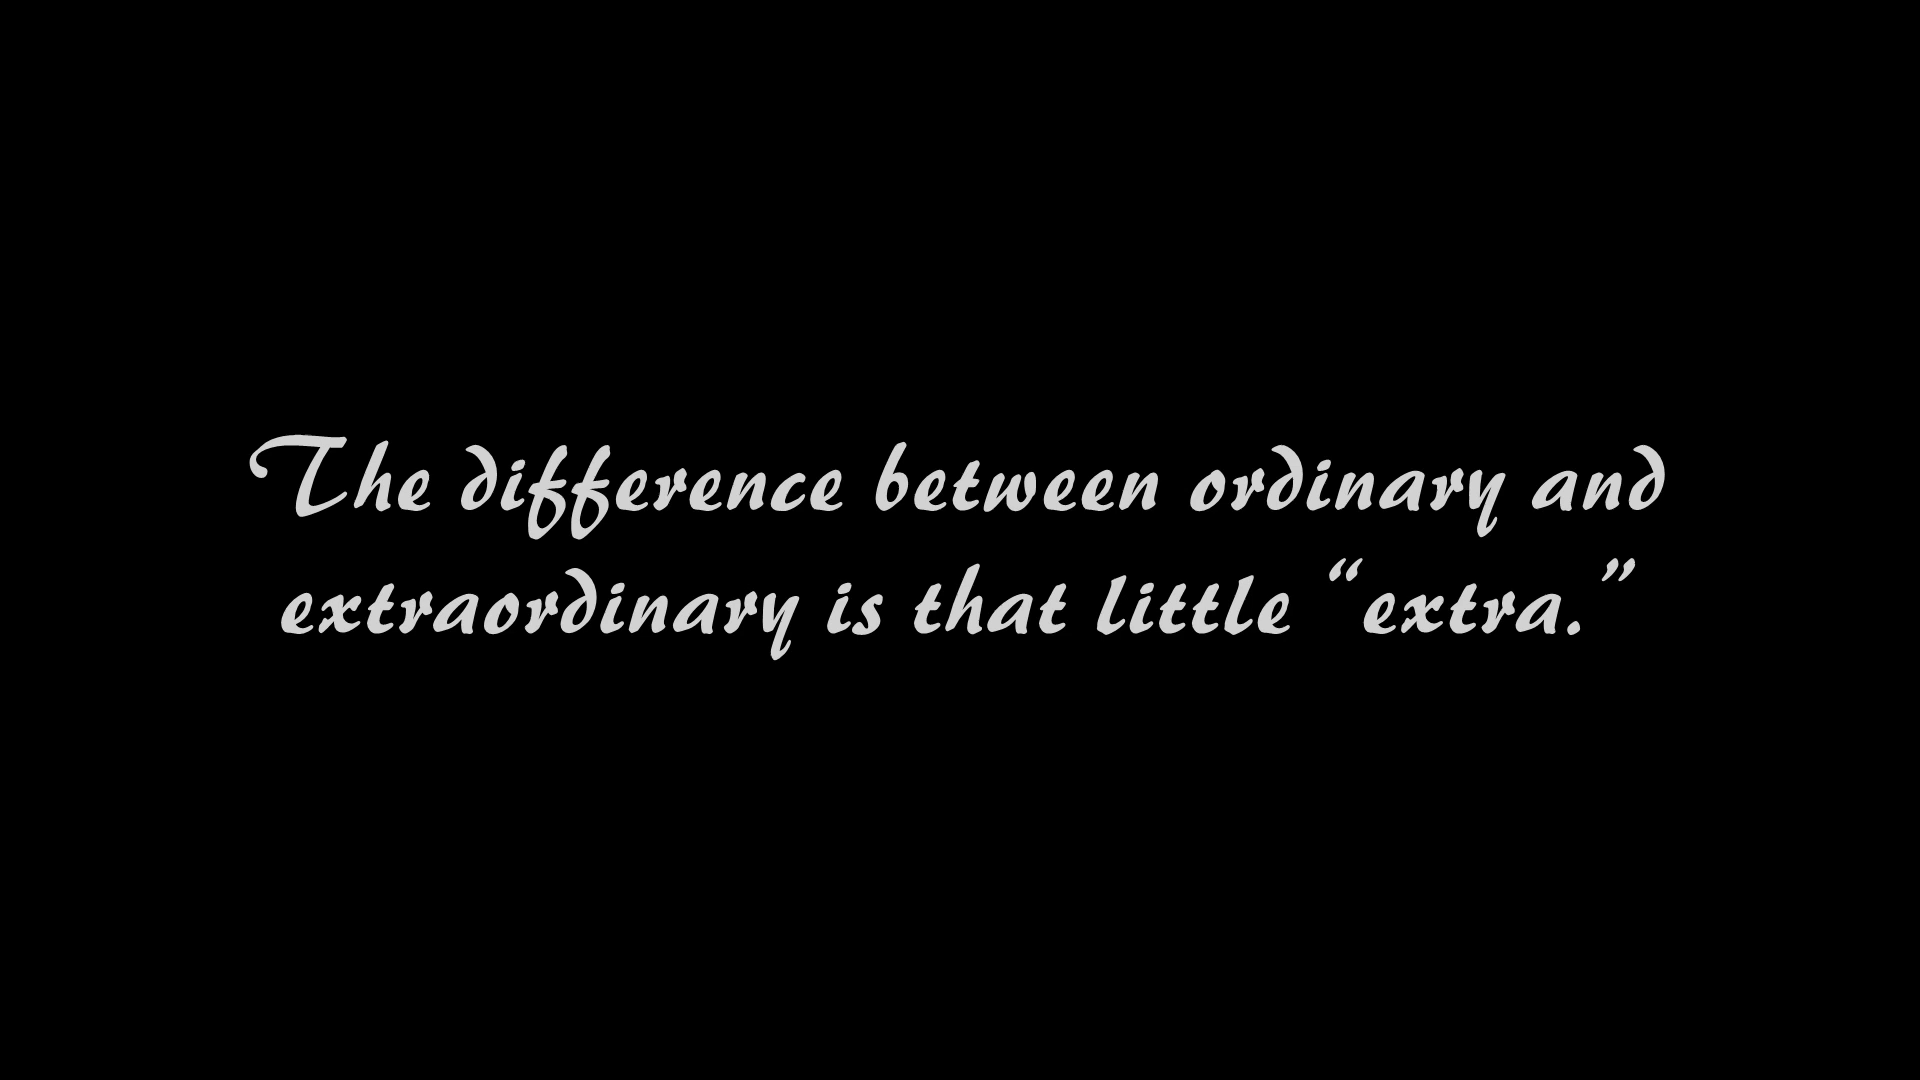 The difference between ordinary and
extraordinary is that little “extra.”